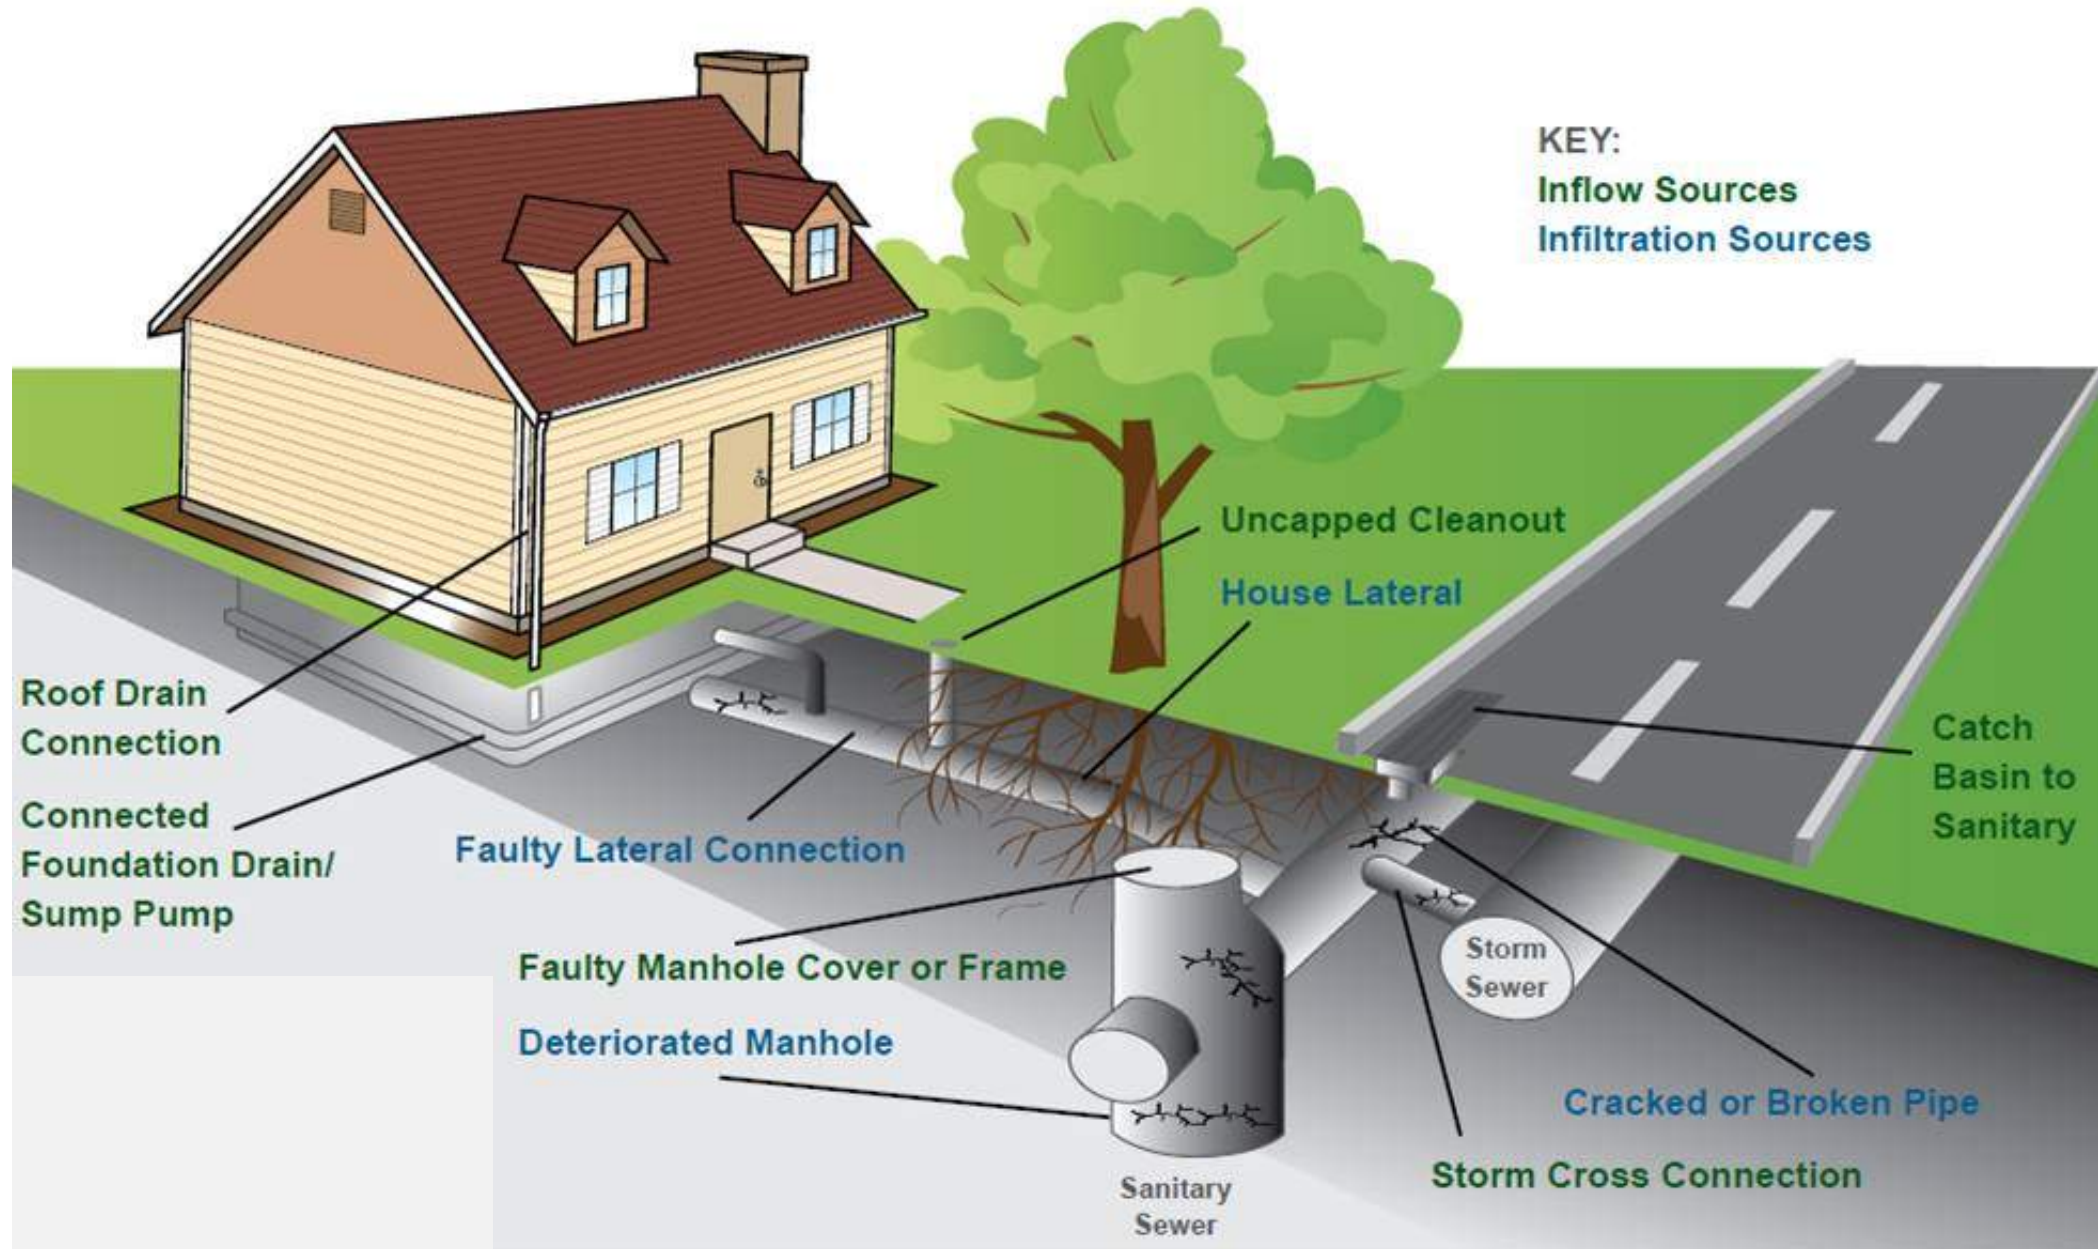 KEY:
Inflow Sources
Infiltration Sources
Uncapped Cleanout
House Lateral
Roof Drain
Connection
Catch
Basin to
Sanitary
Connected
Foundation Drain/
Sump Pump
Faulty Lateral Connection
Faulty Manhole Cover or Frame
Storm
Sewer
Deteriorated Manhole
Cracked or Broken Pipe
Storm Cross Connection
Sanitary
Sewer